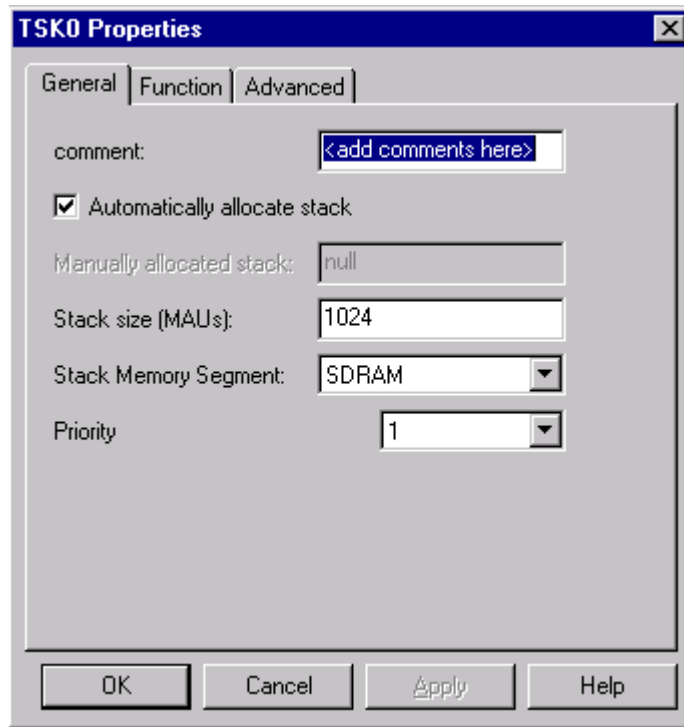 TSK0 Properties
General Function Advanced
comment: <add comments here>
Automatically allocate stack
Manually allocated stack: null
Stack size (MAUs): 1024
Stack Memory Segment: SDRAM
Priority 1
OK Cancel Apply Help